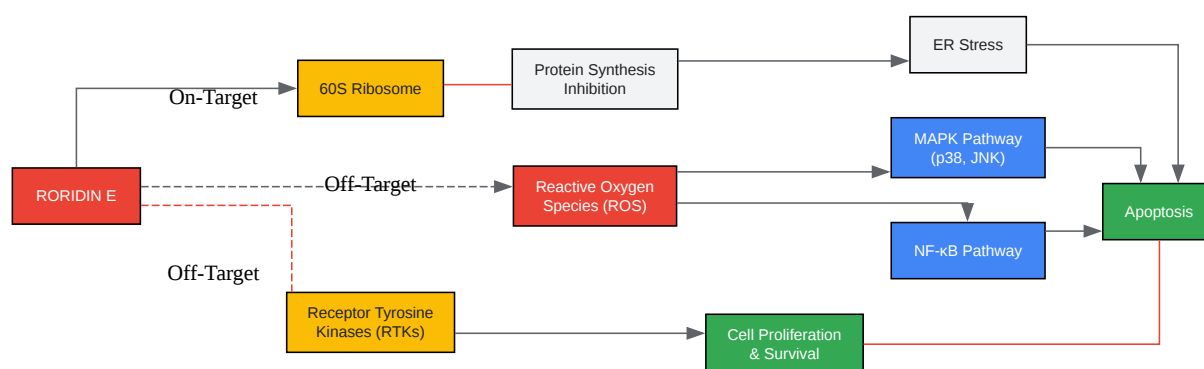 ER Stress
Protein Synthesis
Inhibition
60S Ribosome
On-Target
MAPK Pathway
(p38, JNK)
RORIDIN E
Off-Target
Reactive Oxygen
Species (ROS)
Apoptosis
NF-κB Pathway
Off-Target
Receptor Tyrosine
Kinases (RTKs)
Cell Proliferation
& Survival